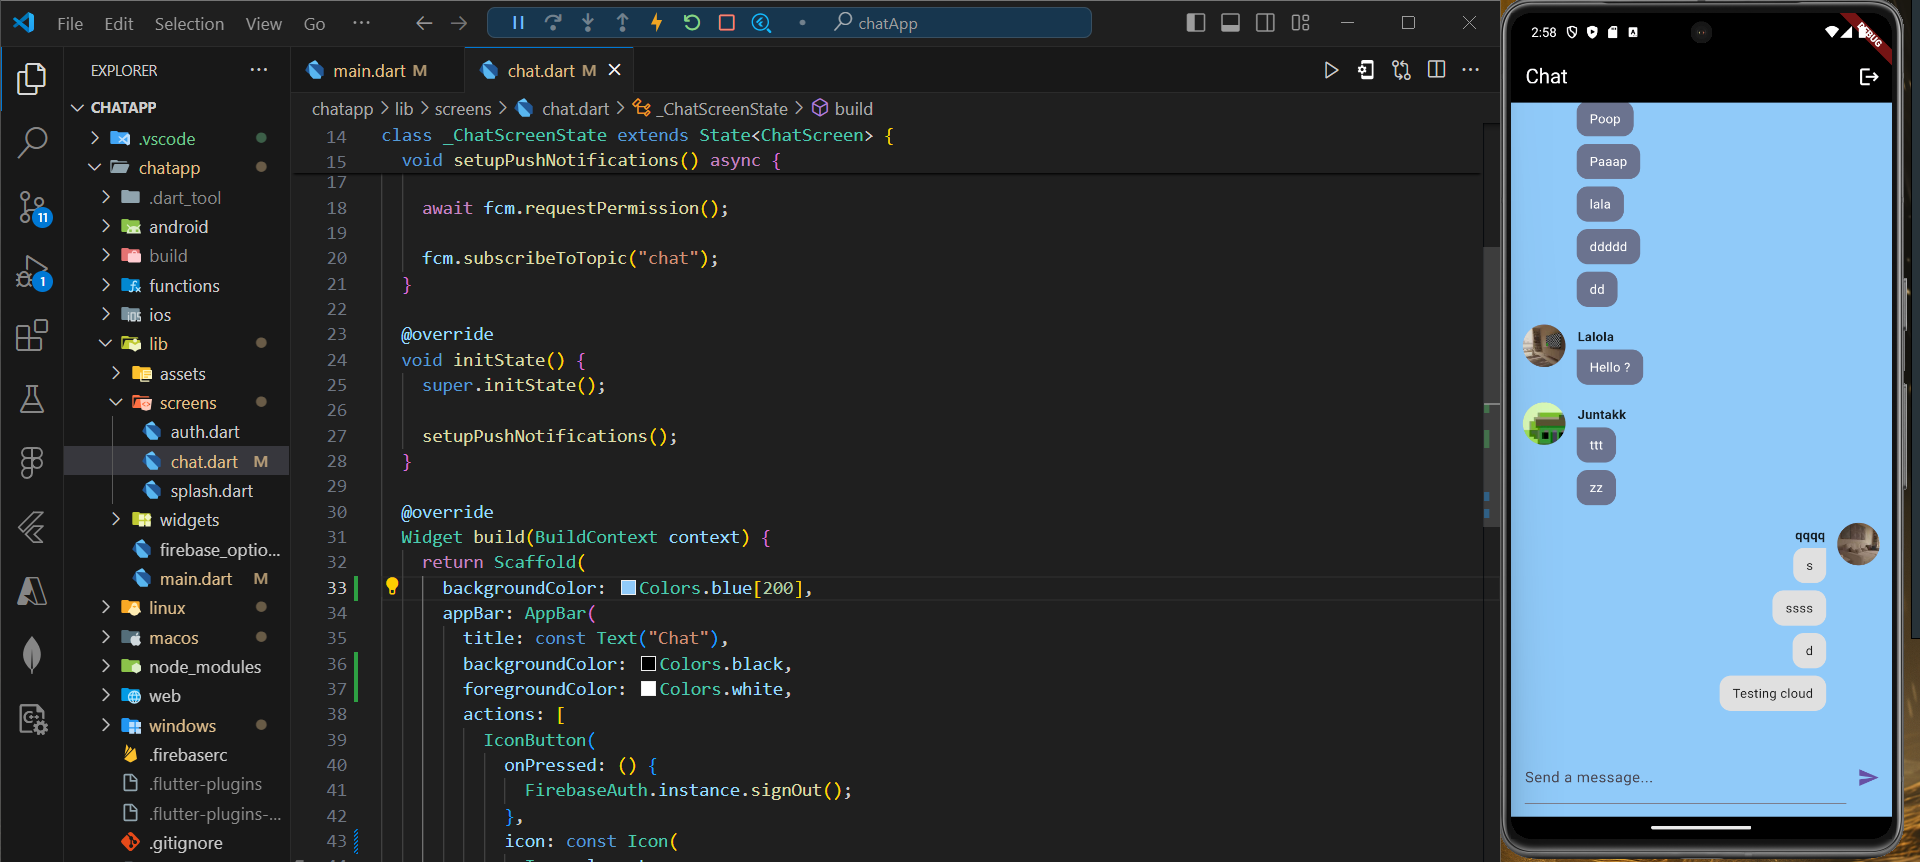 File Edit Selection View Go ··· chatApp
EXPLORER ···
CHATAPP
.vscode
chatapp
.dart_tool
android
build
functions
ios
lib
assets
screens
auth.dart
chat.dart M
splash.dart
widgets
firebase_optio...
main.dart M
linux
macos
node_modules
web
windows
.firebaserc
.flutter-plugins
.flutter-plugins-...
.gitignore
11
1
main.dart M chat.dart M
chatapp > lib > screens > chat.dart > _ChatScreenState > build
14 class _ChatScreenState extends State<ChatScreen> {
15 void setupPushNotifications() async {
17
18 await fcm.requestPermission();
19
20 fcm.subscribeToTopic("chat");
21 }
22
23 @override
24 void initState() {
25 super.initState();
26
27 setupPushNotifications();
28 }
29
30 @override
31 Widget build(BuildContext context) {
32 return Scaffold(
33 backgroundColor: Colors.blue[200],
34 appBar: AppBar(
35 title: const Text("Chat"),
36 backgroundColor: Colors.black,
37 foregroundColor: Colors.white,
38 actions: [
39 IconButton(
40 onPressed: () {
41 FirebaseAuth.instance.signOut();
42 },
43 icon: const Icon(
2:58
DEBUG
Chat
Poop
Paaap
lala
ddddd
dd
Lalola
Hello ?
Juntakk
ttt
zz
qqqq
s
ssss
d
Testing cloud
Send a message...